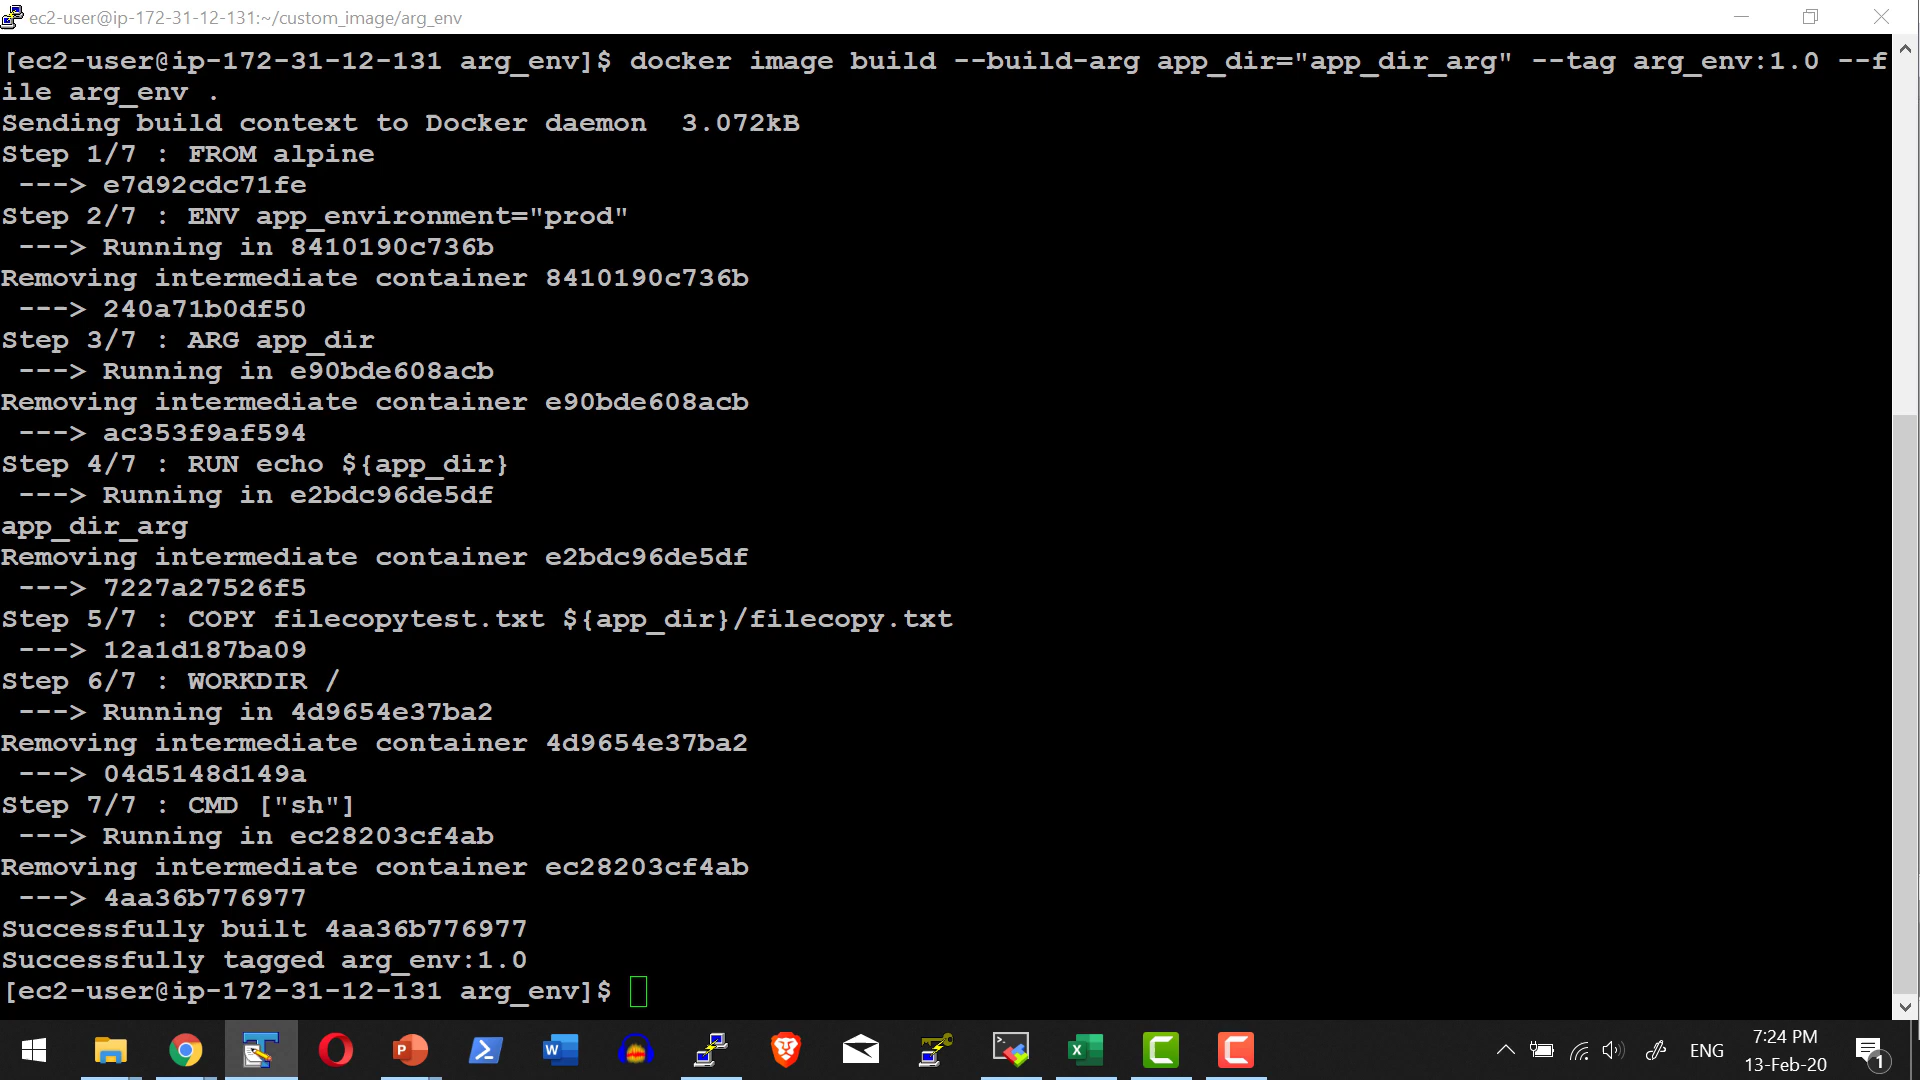 ec2-user@ip-172-31-12-131:~/custom_image/arg_env
[ec2-user@ip-172-31-12-131 arg_env]$ docker image build --build-arg app_dir="app_dir_arg" --tag arg_env:1.0 --f
ile arg_env .
Sending build context to Docker daemon  3.072kB
Step 1/7 : FROM alpine
 ---> e7d92cdc71fe
Step 2/7 : ENV app_environment="prod"
 ---> Running in 8410190c736b
Removing intermediate container 8410190c736b
 ---> 240a71b0df50
Step 3/7 : ARG app_dir
 ---> Running in e90bde608acb
Removing intermediate container e90bde608acb
 ---> ac353f9af594
Step 4/7 : RUN echo ${app_dir}
 ---> Running in e2bdc96de5df
app_dir_arg
Removing intermediate container e2bdc96de5df
 ---> 7227a27526f5
Step 5/7 : COPY filecopytest.txt ${app_dir}/filecopy.txt
 ---> 12a1d187ba09
Step 6/7 : WORKDIR /
 ---> Running in 4d9654e37ba2
Removing intermediate container 4d9654e37ba2
 ---> 04d5148d149a
Step 7/7 : CMD ["sh"]
 ---> Running in ec28203cf4ab
Removing intermediate container ec28203cf4ab
 ---> 4aa36b776977
Successfully built 4aa36b776977
Successfully tagged arg_env:1.0
[ec2-user@ip-172-31-12-131 arg_env]$
ENG
7:24 PM
13-Feb-20
1